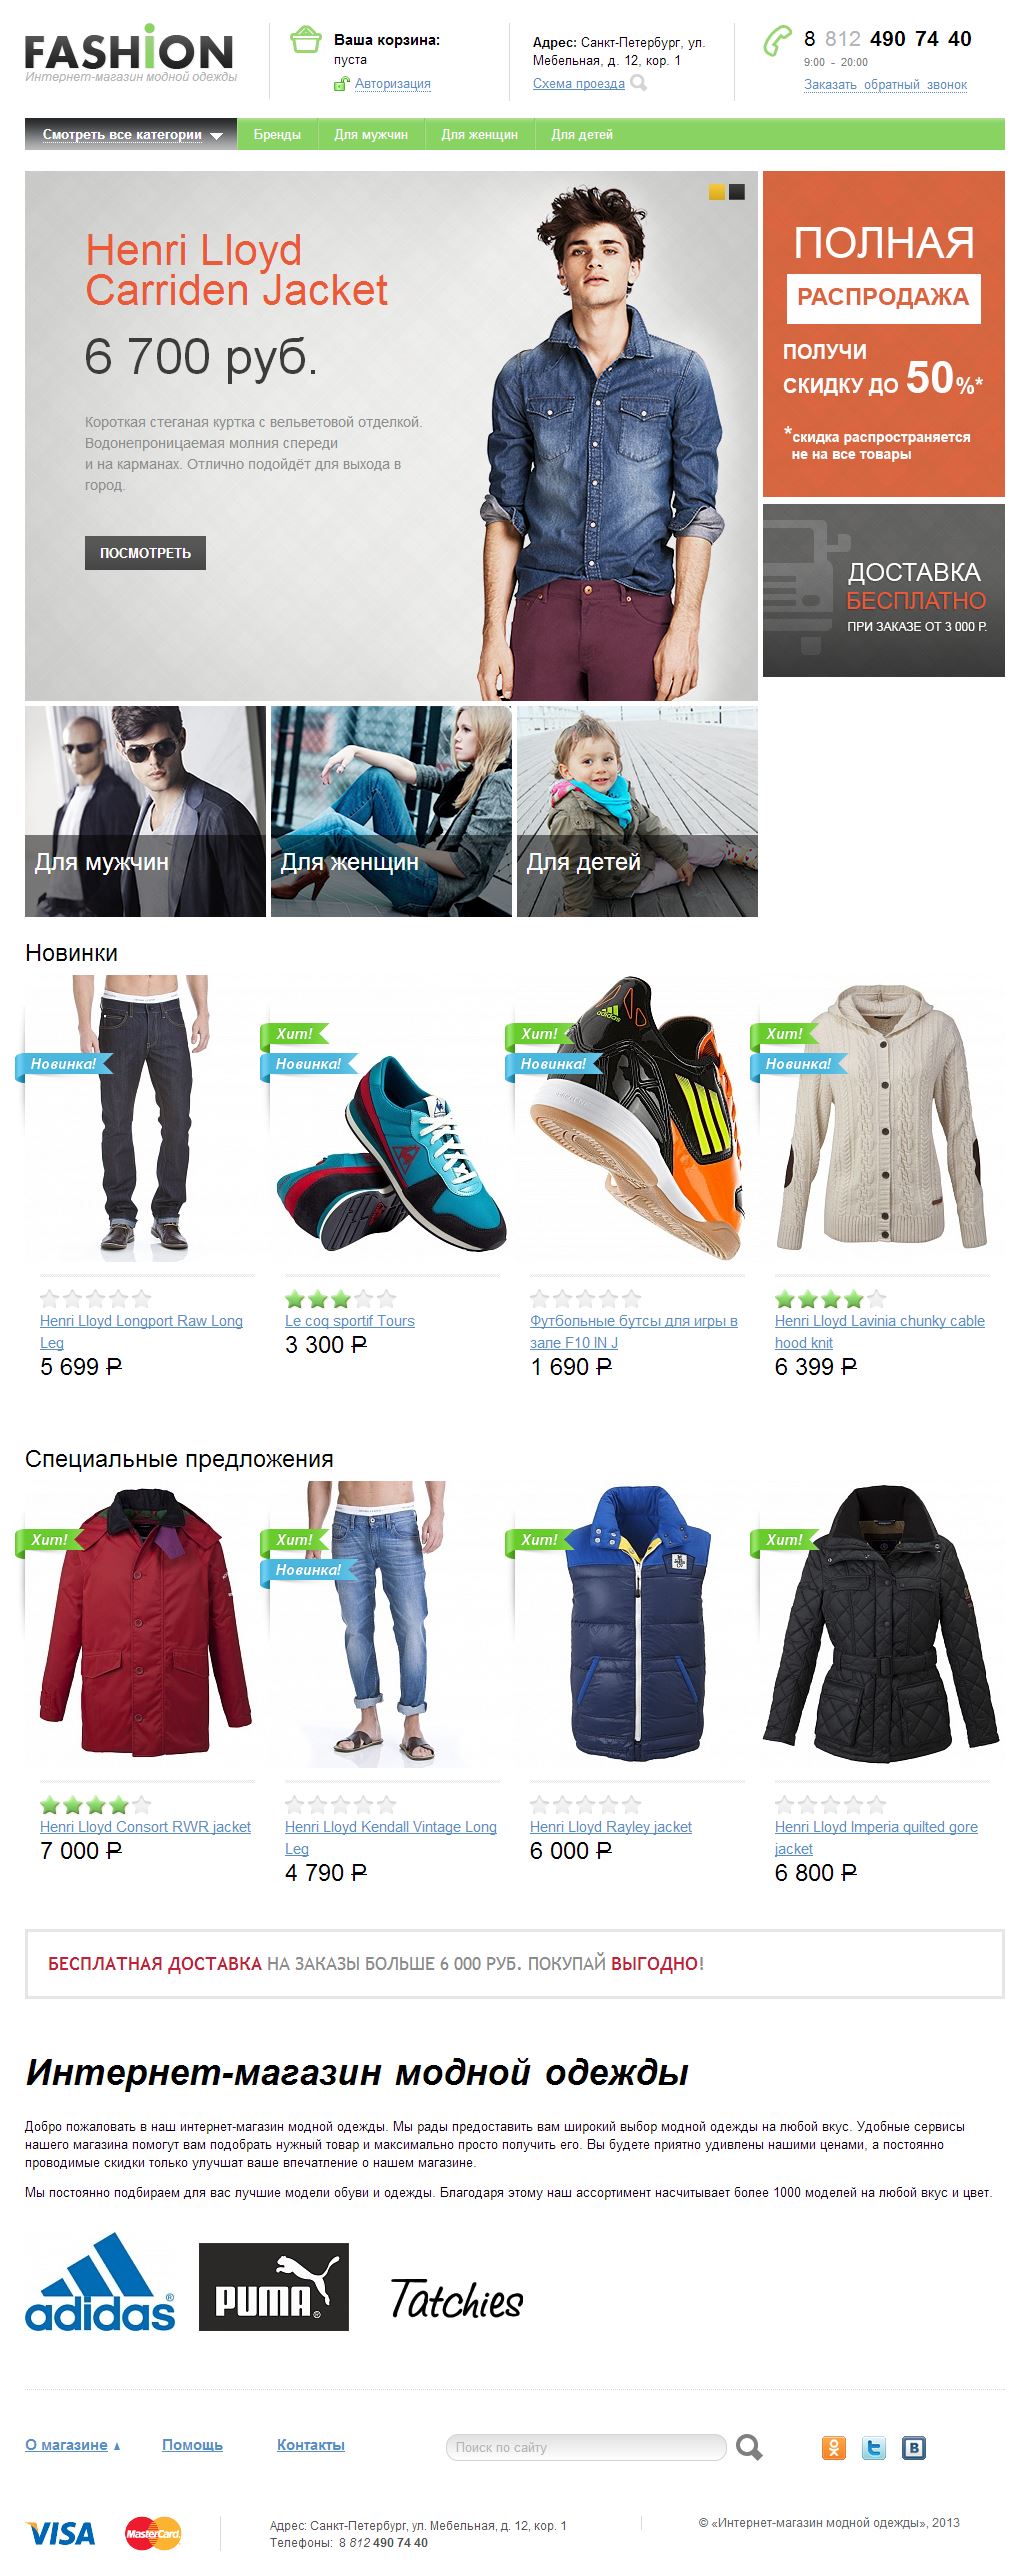 FASHiON
Интернет-магазин модной одежды
Ваша корзина:
пуста
Авторизация
Адрес: Санкт-Петербург, ул.
Мебельная, д. 12, кор. 1
Схема проезда
8 812 490 74 40
9:00 - 20:00
Заказать обратный звонок
Смотреть все категории
Бренды
Для мужчин
Для женщин
Для детей
Henri Lloyd
Carriden Jacket
6 700 руб.
Короткая стеганая куртка с вельветовой отделкой.
Водонепроницаемая молния спереди
и на карманах. Отлично подойдёт для выхода в
город.
ПОСМОТРЕТЬ
ПОЛНАЯ
РАСПРОДАЖА
ПОЛУЧИ
СКИДКУ ДО 50%*
*скидка распространяется
не на все товары
ДОСТАВКА
БЕСПЛАТНО
ПРИ ЗАКАЗЕ ОТ 3 000 Р.
Для мужчин
Для женщин
Для детей
Новинки
Новинка!
Хит!
Новинка!
Хит!
Новинка!
adidas
Хит!
Новинка!
Henri Lloyd Longport Raw Long
Leg
5 699 Р
Le coq sportif Tours
3 300 Р
Футбольные бутсы для игры в
зале F10 IN J
1 690 Р
Henri Lloyd Lavinia chunky cable
hood knit
6 399 Р
Специальные предложения
Хит!
Хит!
Новинка!
Хит!
Хит!
Henri Lloyd Consort RWR jacket
7 000 Р
Henri Lloyd Kendall Vintage Long
Leg
4 790 Р
Henri Lloyd Rayley jacket
6 000 Р
Henri Lloyd Imperia quilted gore
jacket
6 800 Р
БЕСПЛАТНАЯ ДОСТАВКА НА ЗАКАЗЫ БОЛЬШЕ 6 000 РУБ. ПОКУПАЙ ВЫГОДНО!
Интернет-магазин модной одежды
Добро пожаловать в наш интернет-магазин модной одежды. Мы рады предоставить вам широкий выбор модной одежды на любой вкус. Удобные сервисы
нашего магазина помогут вам подобрать нужный товар и максимально просто получить его. Вы будете приятно удивлены нашими ценами, а постоянно
проводимые скидки только улучшат ваше впечатление о нашем магазине.
Мы постоянно подбираем для вас лучшие модели обуви и одежды. Благодаря этому наш ассортимент насчитывает более 1000 моделей на любой вкус и цвет.
adidas®
PUMA®
Tatchies
О магазине ▲
Помощь
Контакты
Поиск по сайту
В
VISA
MasterCard
Адрес: Санкт-Петербург, ул. Мебельная, д. 12, кор. 1
Телефоны: 8 812 490 74 40
© «Интернет-магазин модной одежды», 2013